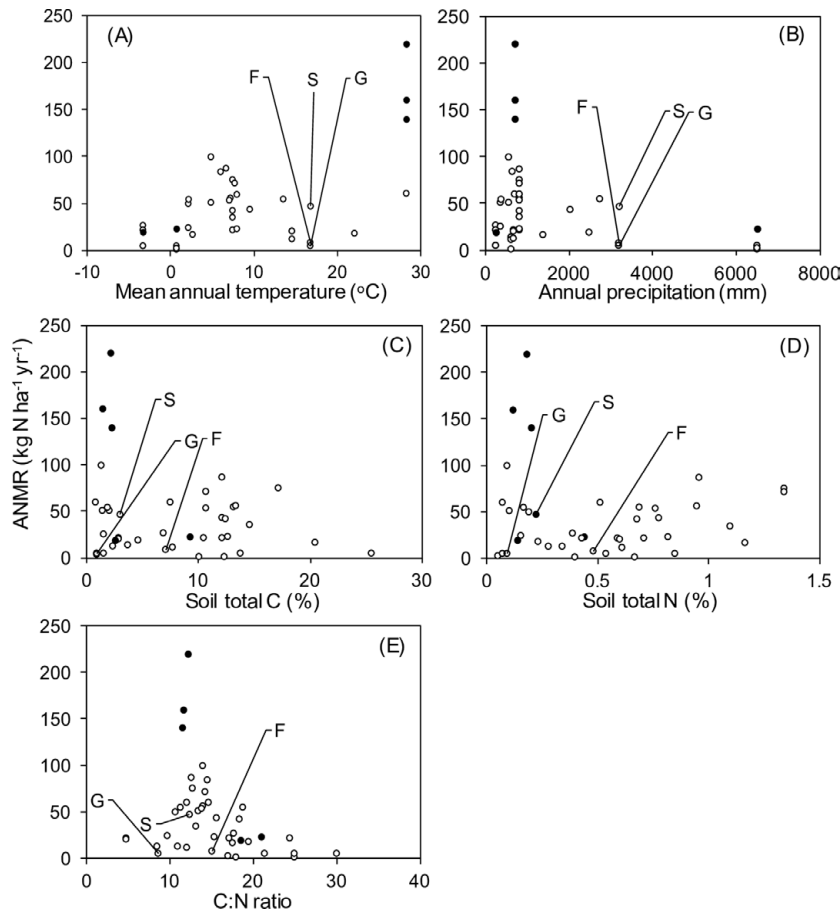 (A)
250
200
150
100
50
0
F
S
G
-10
0
10
20
30
Mean annual temperature (°C)
(B)
250
200
150
100
50
0
F
S
G
0
2000
4000
6000
8000
Annual precipitation (mm)
ANMR (kg N ha⁻¹ yr⁻¹)
(C)
250
200
150
100
50
0
S
G
F
0
10
20
30
Soil total C (%)
(D)
250
200
150
100
50
0
G
S
F
0
0.5
1
1.5
Soil total N (%)
(E)
250
200
150
100
50
0
G
S
F
0
10
20
30
40
C:N ratio